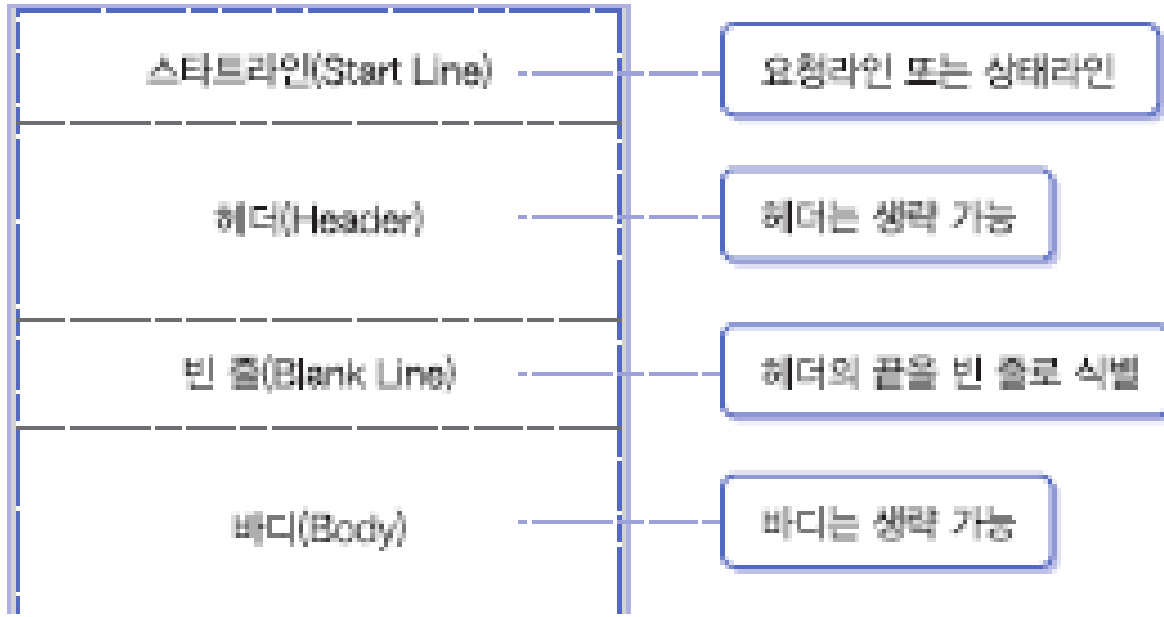 스타트라인(Start Line)
요청라인 또는 상태라인
헤더(Header)
헤더는 생략 가능
빈 줄(Blank Line)
헤더의 끝을 빈 줄로 식별
바디(Body)
바디는 생략 가능